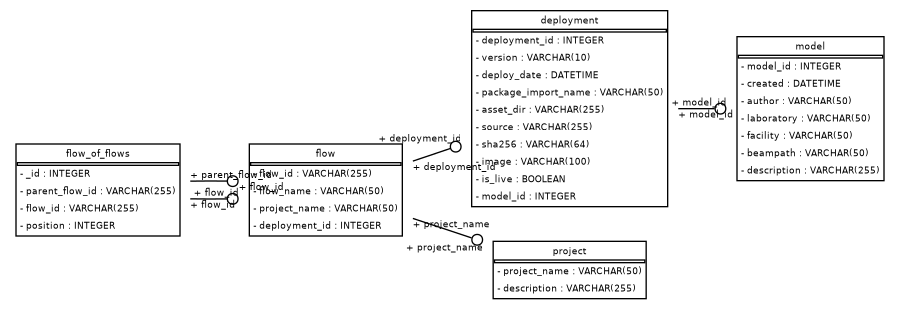 deployment
- deployment_id : INTEGER
- version : VARCHAR(10)
- deploy_date : DATETIME
- package_import_name : VARCHAR(50)
- asset_dir : VARCHAR(255)
- source : VARCHAR(255)
- sha256 : VARCHAR(64)
- image : VARCHAR(100)
- is_live : BOOLEAN
- model_id : INTEGER
model
- model_id : INTEGER
- created : DATETIME
- author : VARCHAR(50)
- laboratory : VARCHAR(50)
- facility : VARCHAR(50)
- beampath : VARCHAR(50)
- description : VARCHAR(255)
+ model_id
+ model_id
flow_of_flows
- _id : INTEGER
- parent_flow_id : VARCHAR(255)
- flow_id : VARCHAR(255)
- position : INTEGER
+ parent_flow_id
+ flow_id
+ flow_id
+ flow_id
flow
- flow_id : VARCHAR(255)
- flow_name : VARCHAR(50)
- project_name : VARCHAR(50)
- deployment_id : INTEGER
+ deployment_id
+ deployment_id
+ project_name
+ project_name
project
- project_name : VARCHAR(50)
- description : VARCHAR(255)